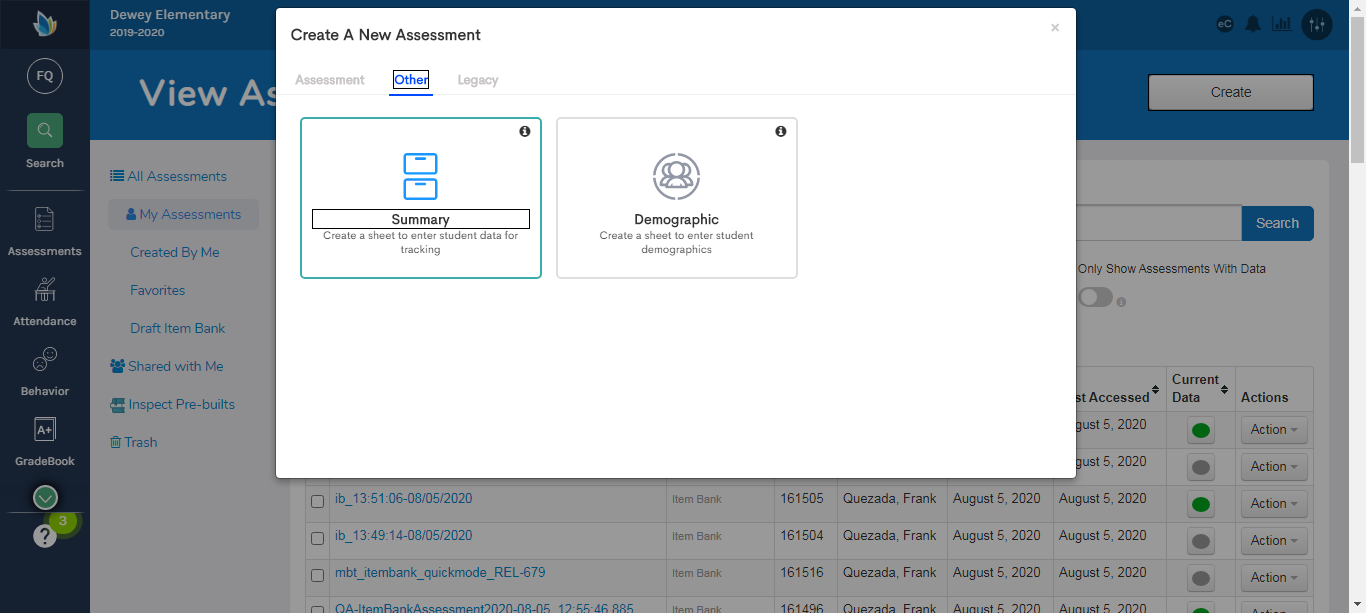 Dewey Elementary
2019-2020
FQ
Search
Assessments
Attendance
Behavior
A+
GradeBook
3
?
View As
eC
Create
All Assessments
My Assessments
Created By Me
Favorites
Draft Item Bank
Shared with Me
Inspect Pre-builts
Trash
Create A New Assessment
×
Assessment Other Legacy
Summary
Create a sheet to enter student data for
tracking
Demographic
Create a sheet to enter student
demographics
Search
Only Show Assessments With Data
st Accessed
Current
Data
Actions
gust 5, 2020 Action
gust 5, 2020 Action
ib_13:51:06-08/05/2020 Item Bank 161505 Quezada, Frank August 5, 2020 August 5, 2020 Action
ib_13:49:14-08/05/2020 Item Bank 161504 Quezada, Frank August 5, 2020 August 5, 2020 Action
mbt_itembank_quickmode_REL-679 Item Bank 161516 Quezada, Frank August 5, 2020 August 5, 2020 Action
QA-ItemBankAssessment2020-08-05_12:55:46.885 Item Bank 161496 Quezada, Frank August 5, 2020 August 5, 2020 Action